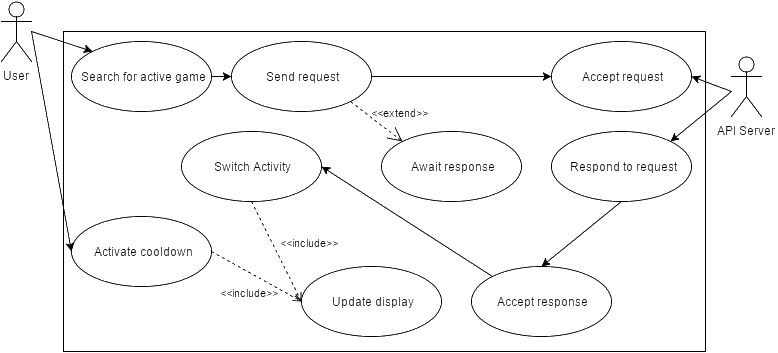 User
Search for active game
Send request
Accept request
<<extend>>
API Server
Switch Activity
Await response
Respond to request
<<include>>
Activate cooldown
<<include>>
Update display
Accept response